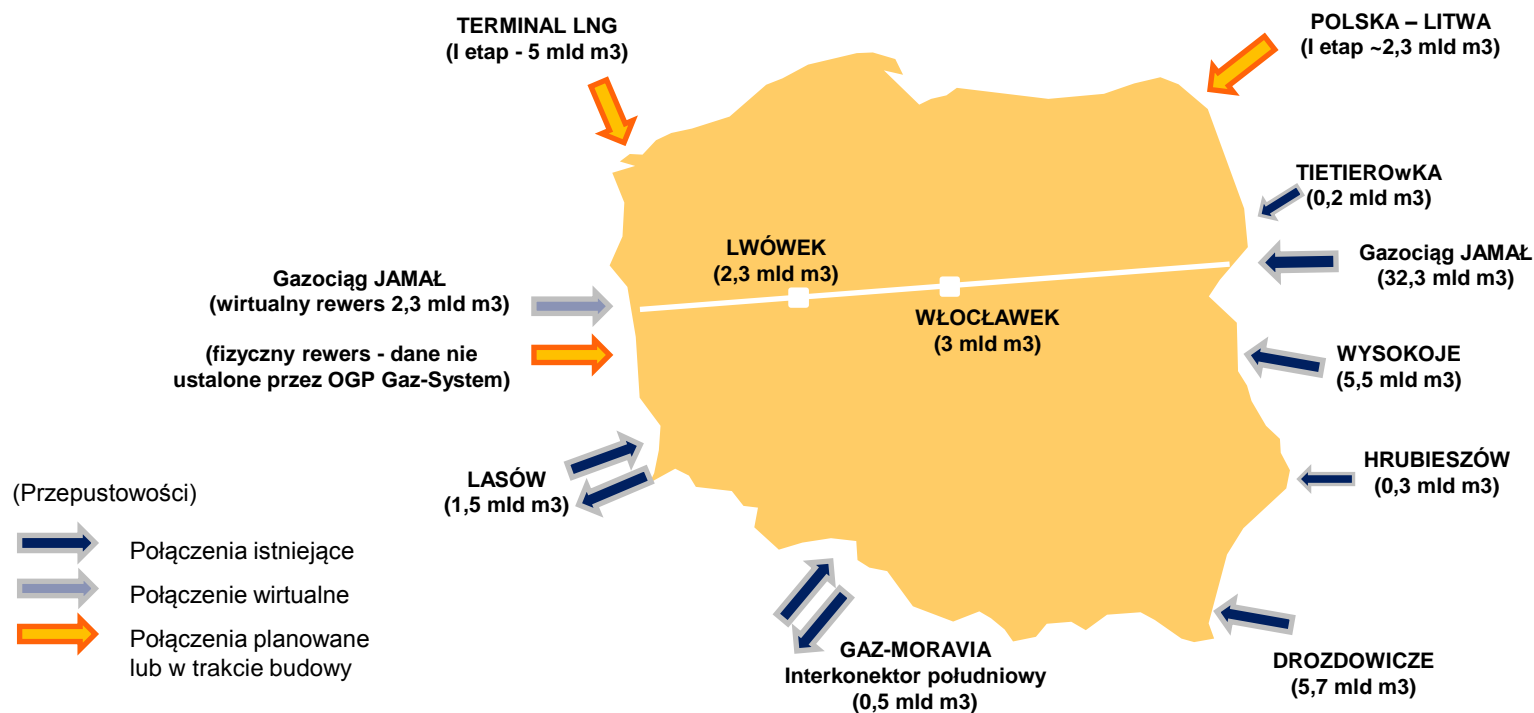 TERMINAL LNG
(I etap - 5 mld m3)
POLSKA – LITWA
(I etap ~2,3 mld m3)
TIETIEROwKA
(0,2 mld m3)
LWÓWEK
(2,3 mld m3)
Gazociąg JAMAŁ
(32,3 mld m3)
Gazociąg JAMAŁ
(wirtualny rewers 2,3 mld m3)
WŁOCŁAWEK
(3 mld m3)
(fizyczny rewers - dane nie
ustalone przez OGP Gaz-System)
WYSOKOJE
(5,5 mld m3)
LASÓW
(1,5 mld m3)
HRUBIESZÓW
(0,3 mld m3)
(Przepustowości)
Połączenia istniejące
Połączenie wirtualne
Połączenia planowane
lub w trakcie budowy
GAZ-MORAVIA
Interkonektor południowy
(0,5 mld m3)
DROZDOWICZE
(5,7 mld m3)